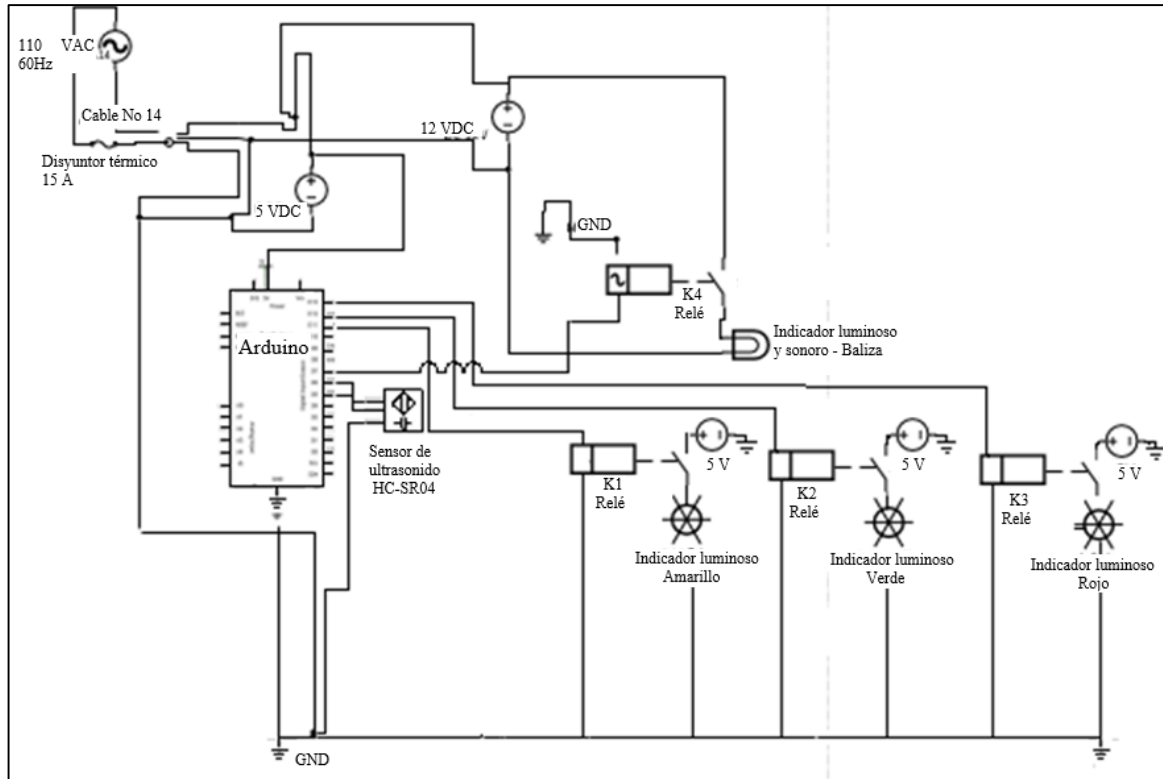 110 VAC
60Hz
Cable No 14
Disyuntor térmico
15 A
12 VDC
5 VDC
GND
K4
Relé
Indicador luminoso
y sonoro - Baliza
Arduino
Sensor de
ultrasonido
HC-SR04
5 V
K1
Relé
Indicador luminoso
Amarillo
5 V
K2
Relé
Indicador luminoso
Verde
5 V
K3
Relé
Indicador luminoso
Rojo
GND